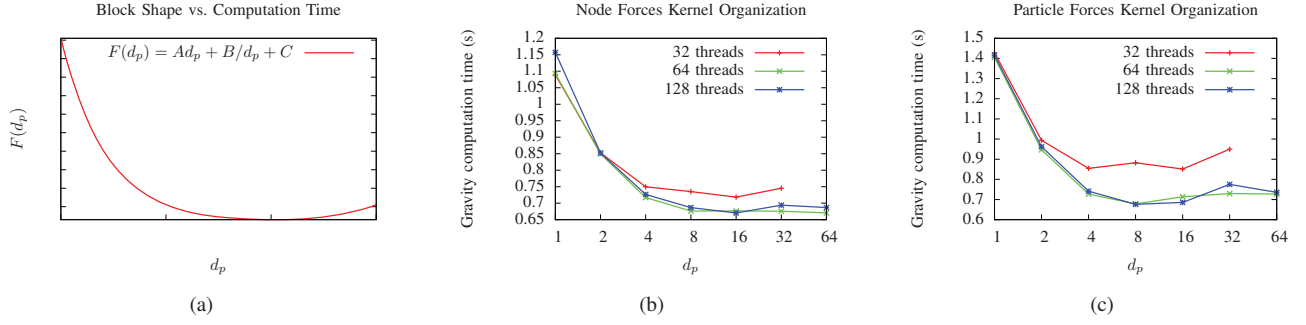 Block Shape vs. Computation Time
F(d_p) = Ad_p + B/d_p + C
F(d_p)
d_p
(a)
Node Forces Kernel Organization
1.2
1.15
1.1
1.05
1
0.95
0.9
0.85
0.8
0.75
0.7
0.65
Gravity computation time (s)
32 threads
64 threads
128 threads
1 2 4 8 16 32 64
d_p
(b)
Particle Forces Kernel Organization
1.5
1.4
1.3
1.2
1.1
1
0.9
0.8
0.7
0.6
Gravity computation time (s)
32 threads
64 threads
128 threads
1 2 4 8 16 32 64
d_p
(c)